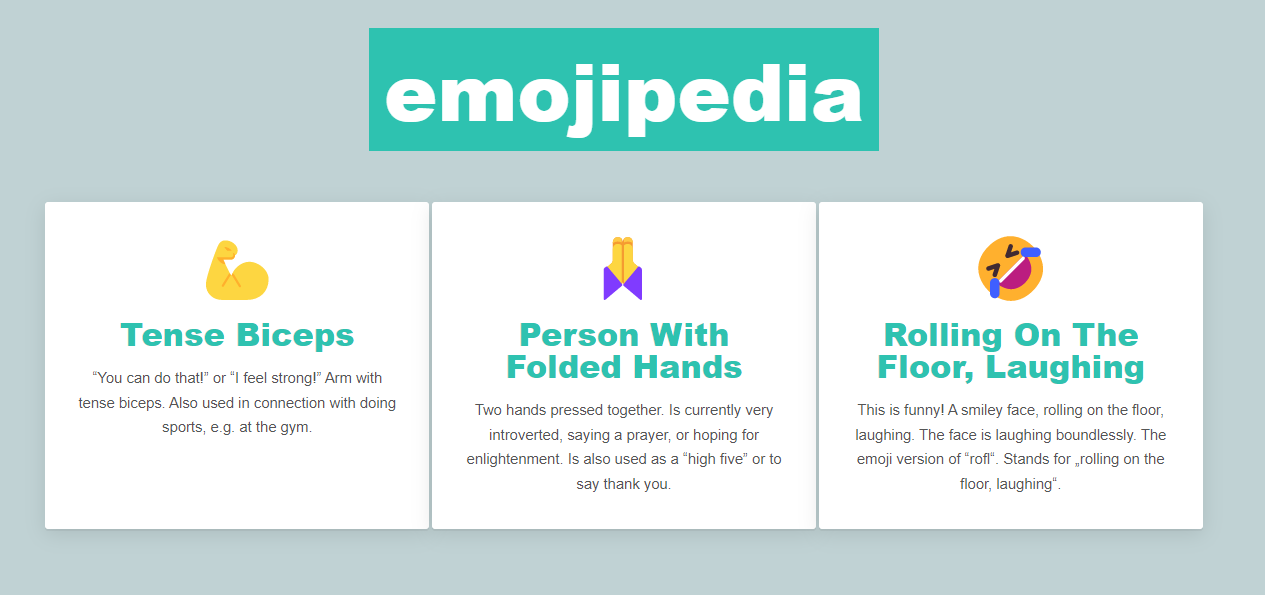 emojipedia
Tense Biceps
“You can do that!” or “I feel strong!” Arm with
tense biceps. Also used in connection with doing
sports, e.g. at the gym.
Person With
Folded Hands
Two hands pressed together. Is currently very
introverted, saying a prayer, or hoping for
enlightenment. Is also used as a “high five” or to
say thank you.
Rolling On The
Floor, Laughing
This is funny! A smiley face, rolling on the floor,
laughing. The face is laughing boundlessly. The
emoji version of “rofl“. Stands for „rolling on the
floor, laughing“.